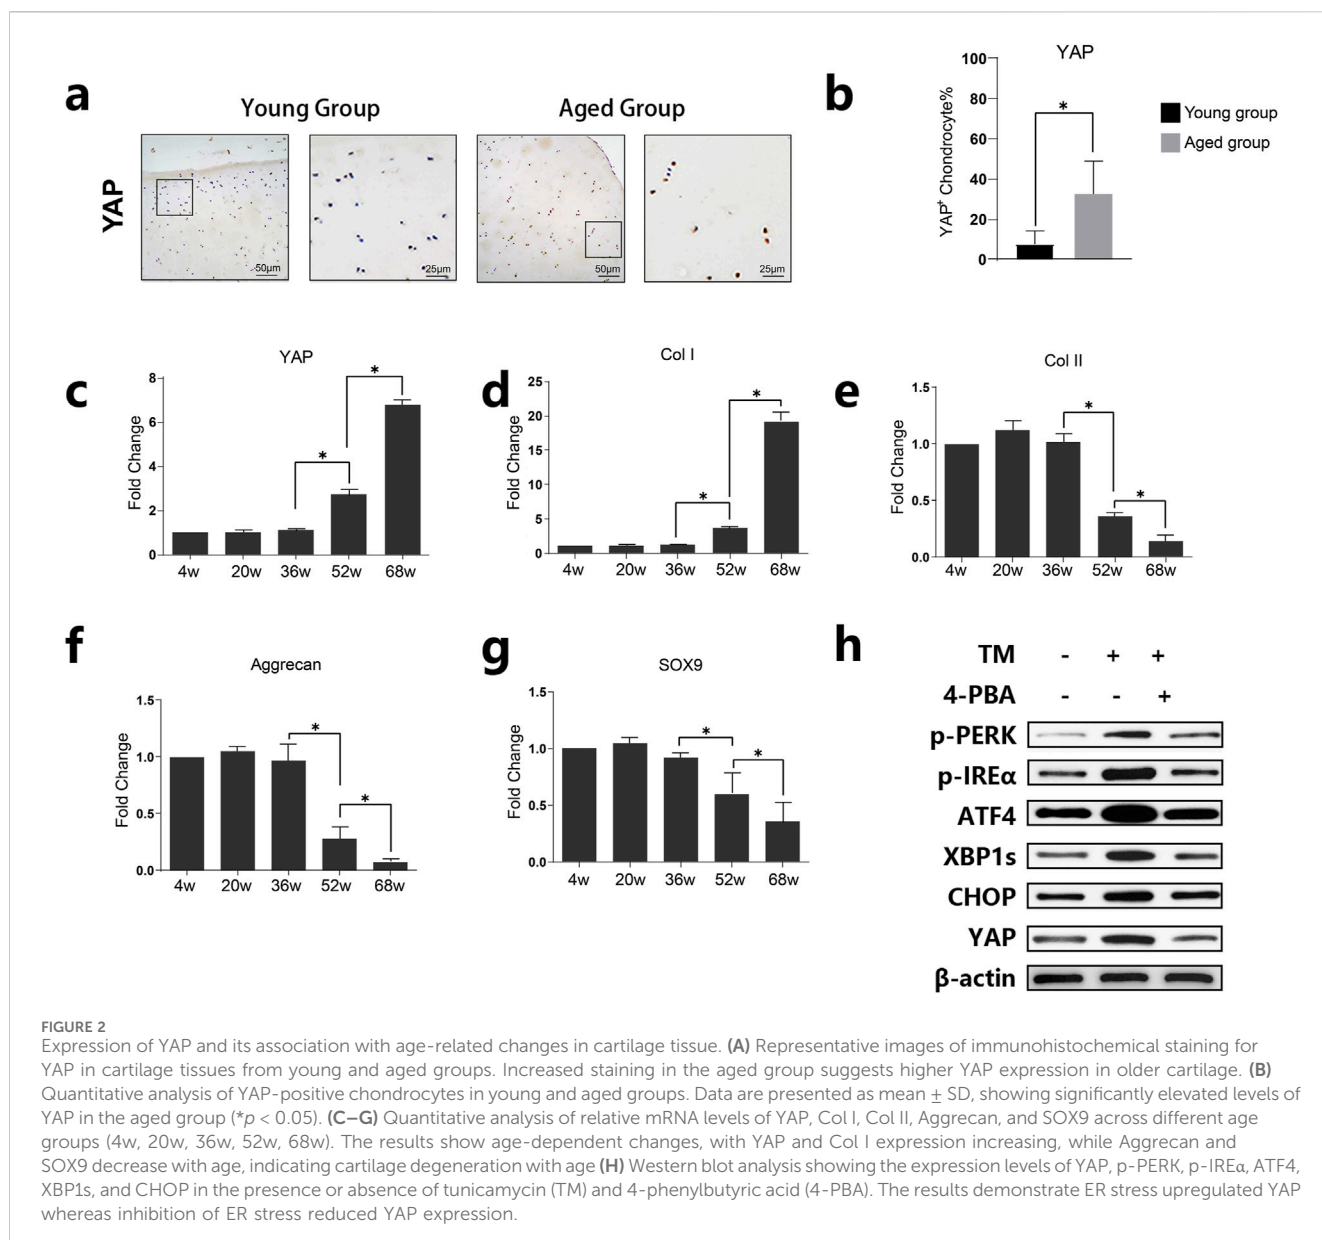 a
Young Group
Aged Group
YAP
50μm
25μm
50μm
25μm
b
YAP
YAP+ Chondrocyte%
100
80
60
40
20
0
*
Young group
Aged group
c
YAP
Fold Change
8
6
4
2
0
*
*
4w 20w 36w 52w 68w
d
Col I
Fold Change
25
20
15
10
5
0
*
*
4w 20w 36w 52w 68w
e
Col II
Fold Change
1.5
1.0
0.5
0.0
*
*
4w 20w 36w 52w 68w
f
Aggrecan
Fold Change
1.5
1.0
0.5
0.0
*
*
4w 20w 36w 52w 68w
g
SOX9
Fold Change
1.5
1.0
0.5
0.0
*
*
4w 20w 36w 52w 68w
h
TM - + +
4-PBA - - +
p-PERK
p-IREα
ATF4
XBP1s
CHOP
YAP
β-actin
FIGURE 2
Expression of YAP and its association with age-related changes in cartilage tissue. (A) Representative images of immunohistochemical staining for
YAP in cartilage tissues from young and aged groups. Increased staining in the aged group suggests higher YAP expression in older cartilage. (B)
Quantitative analysis of YAP-positive chondrocytes in young and aged groups. Data are presented as mean ± SD, showing significantly elevated levels of
YAP in the aged group (*p < 0.05). (C–G) Quantitative analysis of relative mRNA levels of YAP, Col I, Col II, Aggrecan, and SOX9 across different age
groups (4w, 20w, 36w, 52w, 68w). The results show age-dependent changes, with YAP and Col I expression increasing, while Aggrecan and
SOX9 decrease with age, indicating cartilage degeneration with age (H) Western blot analysis showing the expression levels of YAP, p-PERK, p-IREα, ATF4,
XBP1s, and CHOP in the presence or absence of tunicamycin (TM) and 4-phenylbutyric acid (4-PBA). The results demonstrate ER stress upregulated YAP
whereas inhibition of ER stress reduced YAP expression.